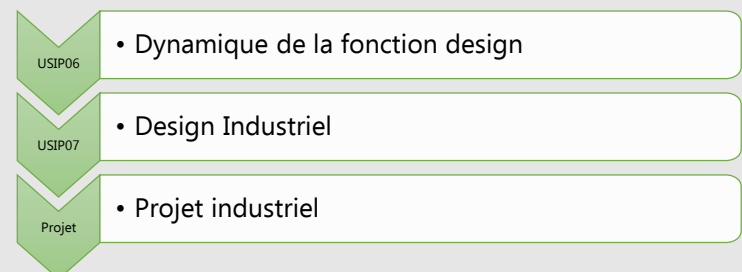 USIP06
• Dynamique de la fonction design
USIP07
• Design Industriel
Projet
• Projet industriel